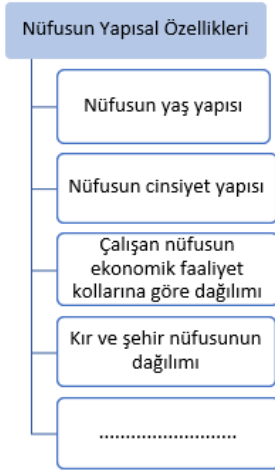 Nüfusun Yapısal Özellikleri
Nüfusun yaş yapısı
Nüfusun cinsiyet yapısı
Çalışan nüfusun
ekonomik faaliyet
kollarına göre dağılımı
Kır ve şehir nüfusunun
dağılımı
...........................